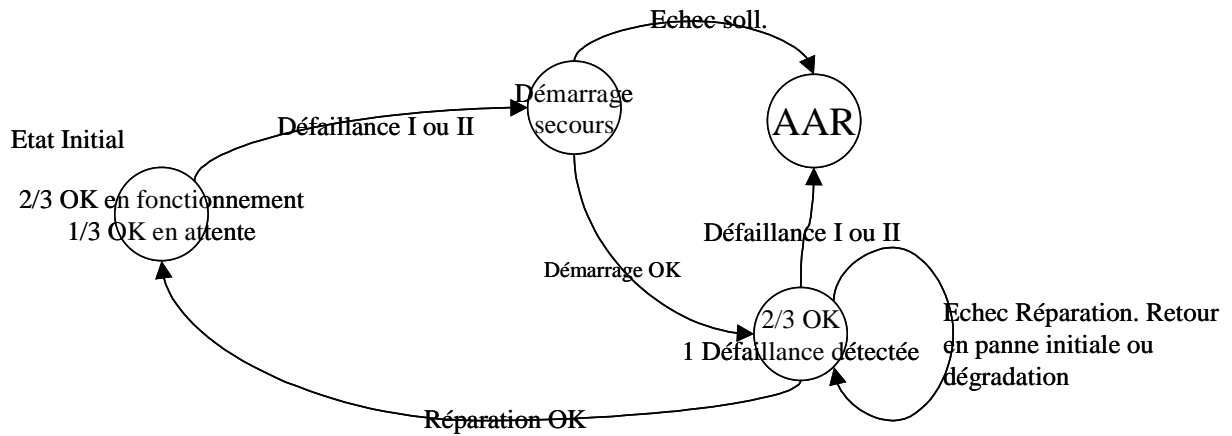 Echec soll.
Démarrage
secours
AAR
Défaillance I ou II
Etat Initial
2/3 OK en fonctionnement
1/3 OK en attente
Défaillance I ou II
Démarrage OK
2/3 OK
1 Défaillance détectée
Echec Réparation. Retour
en panne initiale ou
dégradation
Réparation OK